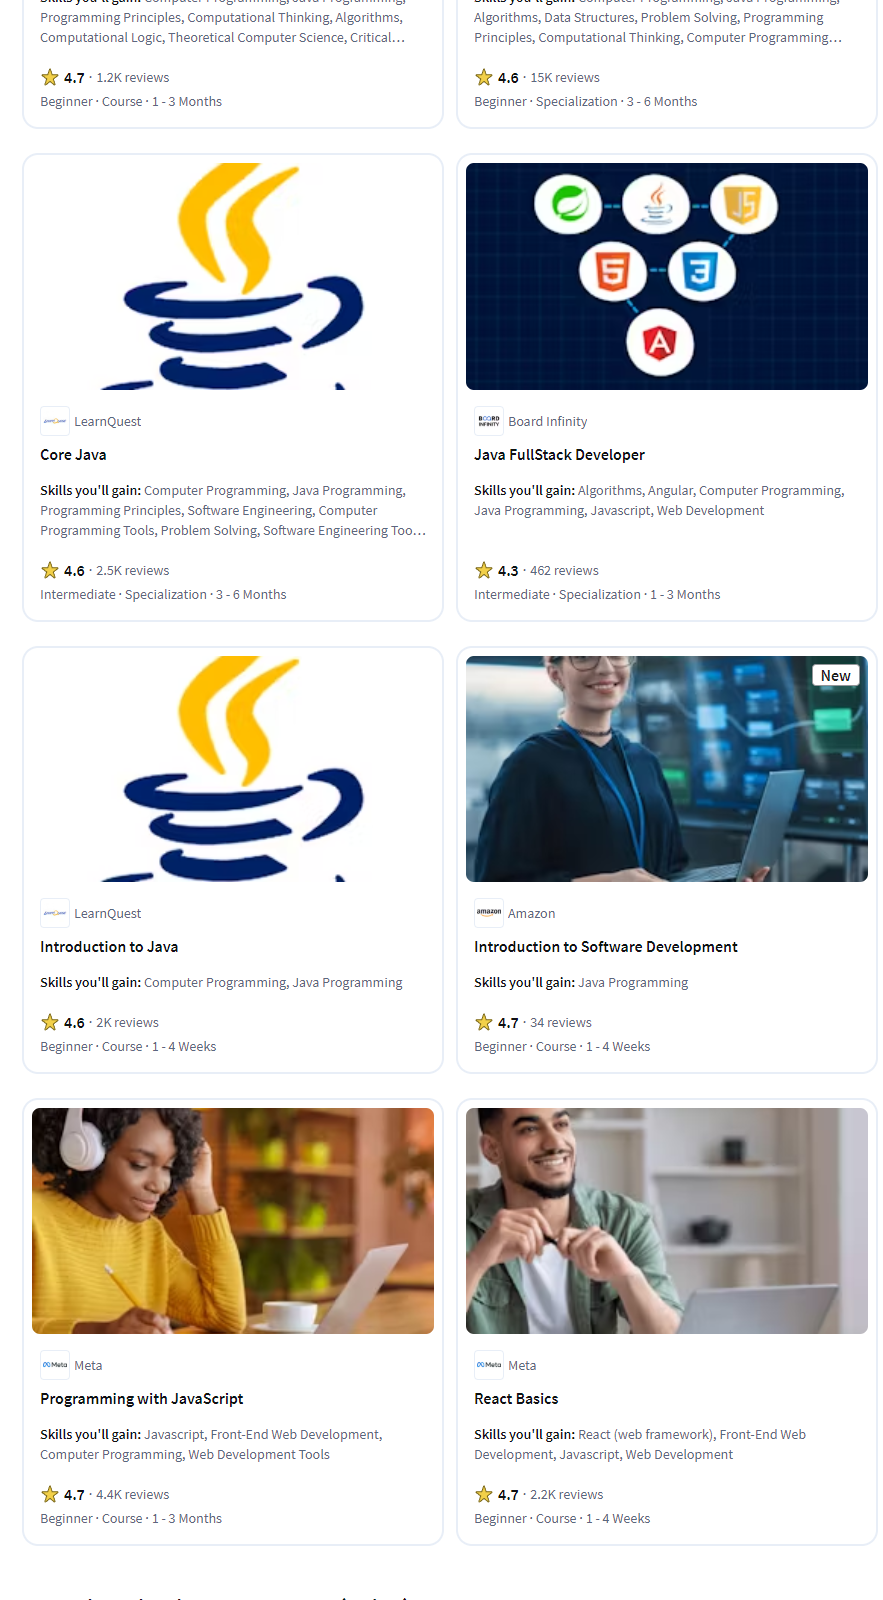 Skills you'll gain: Computer Programming, Java Programming,
Programming Principles, Computational Thinking, Algorithms,
Computational Logic, Theoretical Computer Science, Critical...
4.7 · 1.2K reviews
Beginner · Course · 1 - 3 Months
Skills you'll gain: Computer Programming, Java Programming,
Algorithms, Data Structures, Problem Solving, Programming
Principles, Computational Thinking, Computer Programming...
4.6 · 15K reviews
Beginner · Specialization · 3 - 6 Months
LearnQuest
Core Java
Skills you'll gain: Computer Programming, Java Programming,
Programming Principles, Software Engineering, Computer
Programming Tools, Problem Solving, Software Engineering Too...
4.6 · 2.5K reviews
Intermediate · Specialization · 3 - 6 Months
JS
5
3
A
BOARD
INFINITY
Board Infinity
Java FullStack Developer
Skills you'll gain: Algorithms, Angular, Computer Programming,
Java Programming, Javascript, Web Development
4.3 · 462 reviews
Intermediate · Specialization · 1 - 3 Months
LearnQuest
Introduction to Java
Skills you'll gain: Computer Programming, Java Programming
4.6 · 2K reviews
Beginner · Course · 1 - 4 Weeks
New
amazon
Amazon
Introduction to Software Development
Skills you'll gain: Java Programming
4.7 · 34 reviews
Beginner · Course · 1 - 4 Weeks
Meta
Meta
Programming with JavaScript
Skills you'll gain: Javascript, Front-End Web Development,
Computer Programming, Web Development Tools
4.7 · 4.4K reviews
Beginner · Course · 1 - 3 Months
Meta
Meta
React Basics
Skills you'll gain: React (web framework), Front-End Web
Development, Javascript, Web Development
4.7 · 2.2K reviews
Beginner · Course · 1 - 4 Weeks